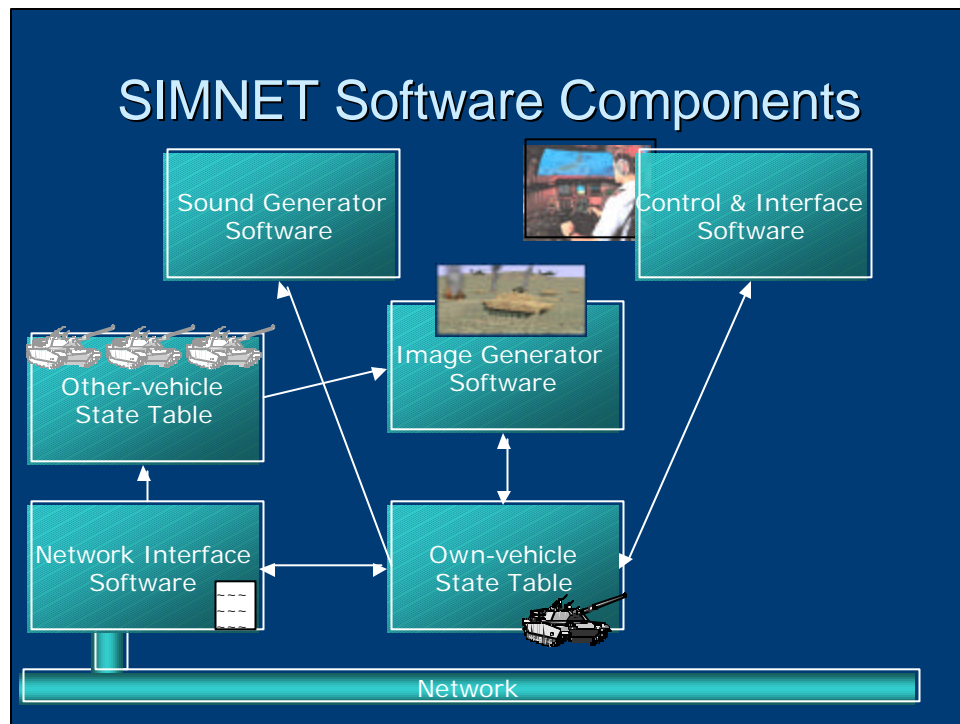 SIMNET Software Components
Sound Generator
Software
Control & Interface
Software
Image Generator
Software
Other-vehicle
State Table
Network Interface
Software
Own-vehicle
State Table
Network